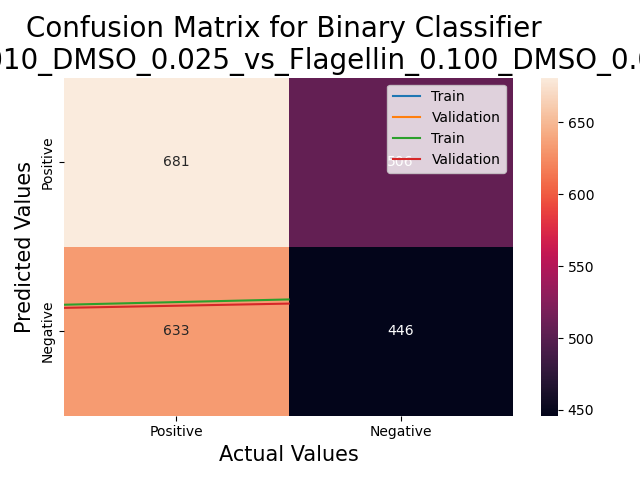 Confusion Matrix for Binary Classifier
010_DMSO_0.025_vs_Flagellin_0.100_DMSO_0.0
Train
Validation
Train
Validation
Predicted Values
Positive
Negative
681
633
446
Positive
Negative
Actual Values
650
600
550
500
450